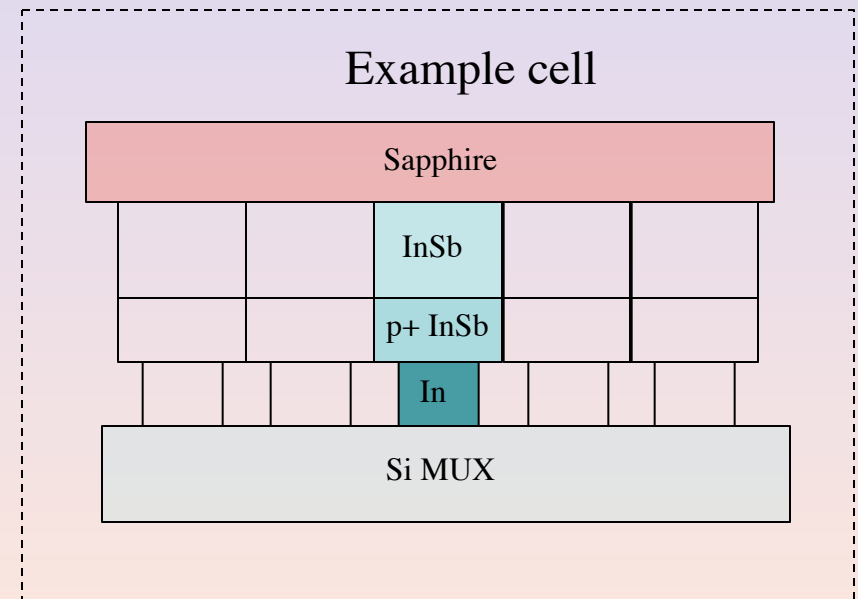 Example cell
Sapphire
InSb
p+ InSb
In
Si MUX